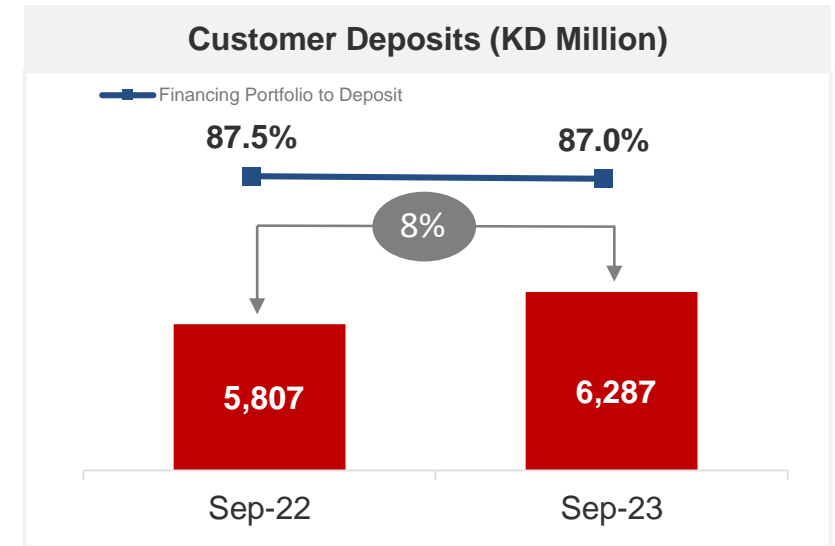 Customer Deposits (KD Million)
Financing Portfolio to Deposit
87.5%
87.0%
8%
5,807
6,287
Sep-22
Sep-23